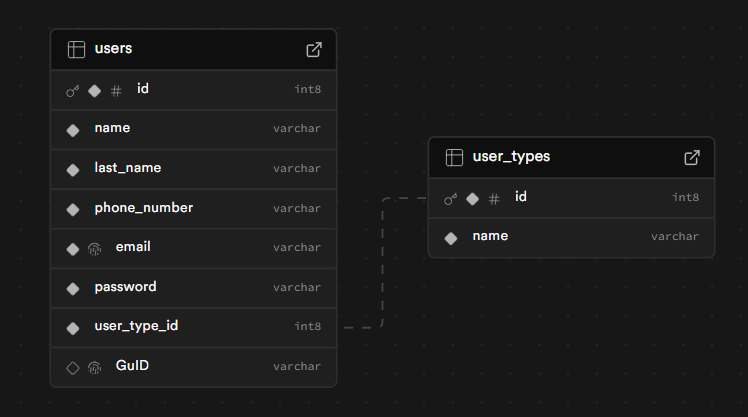 users
id int8
name varchar
last_name varchar
phone_number varchar
email varchar
password varchar
user_type_id int8
GuID varchar
user_types
id int8
name varchar